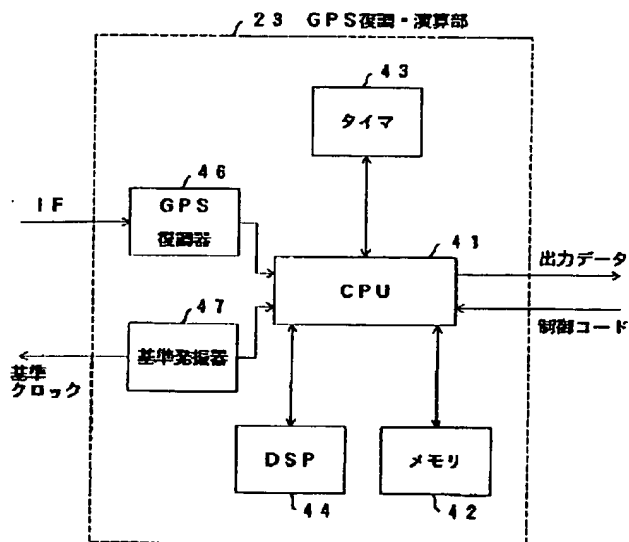 23 GPS復調・演算部
43
タイマ
46
IF
GPS
復調器
41
CPU
出力データ
制御コード
47
基準発振器
基準
クロック
DSP
メモリ
44
42